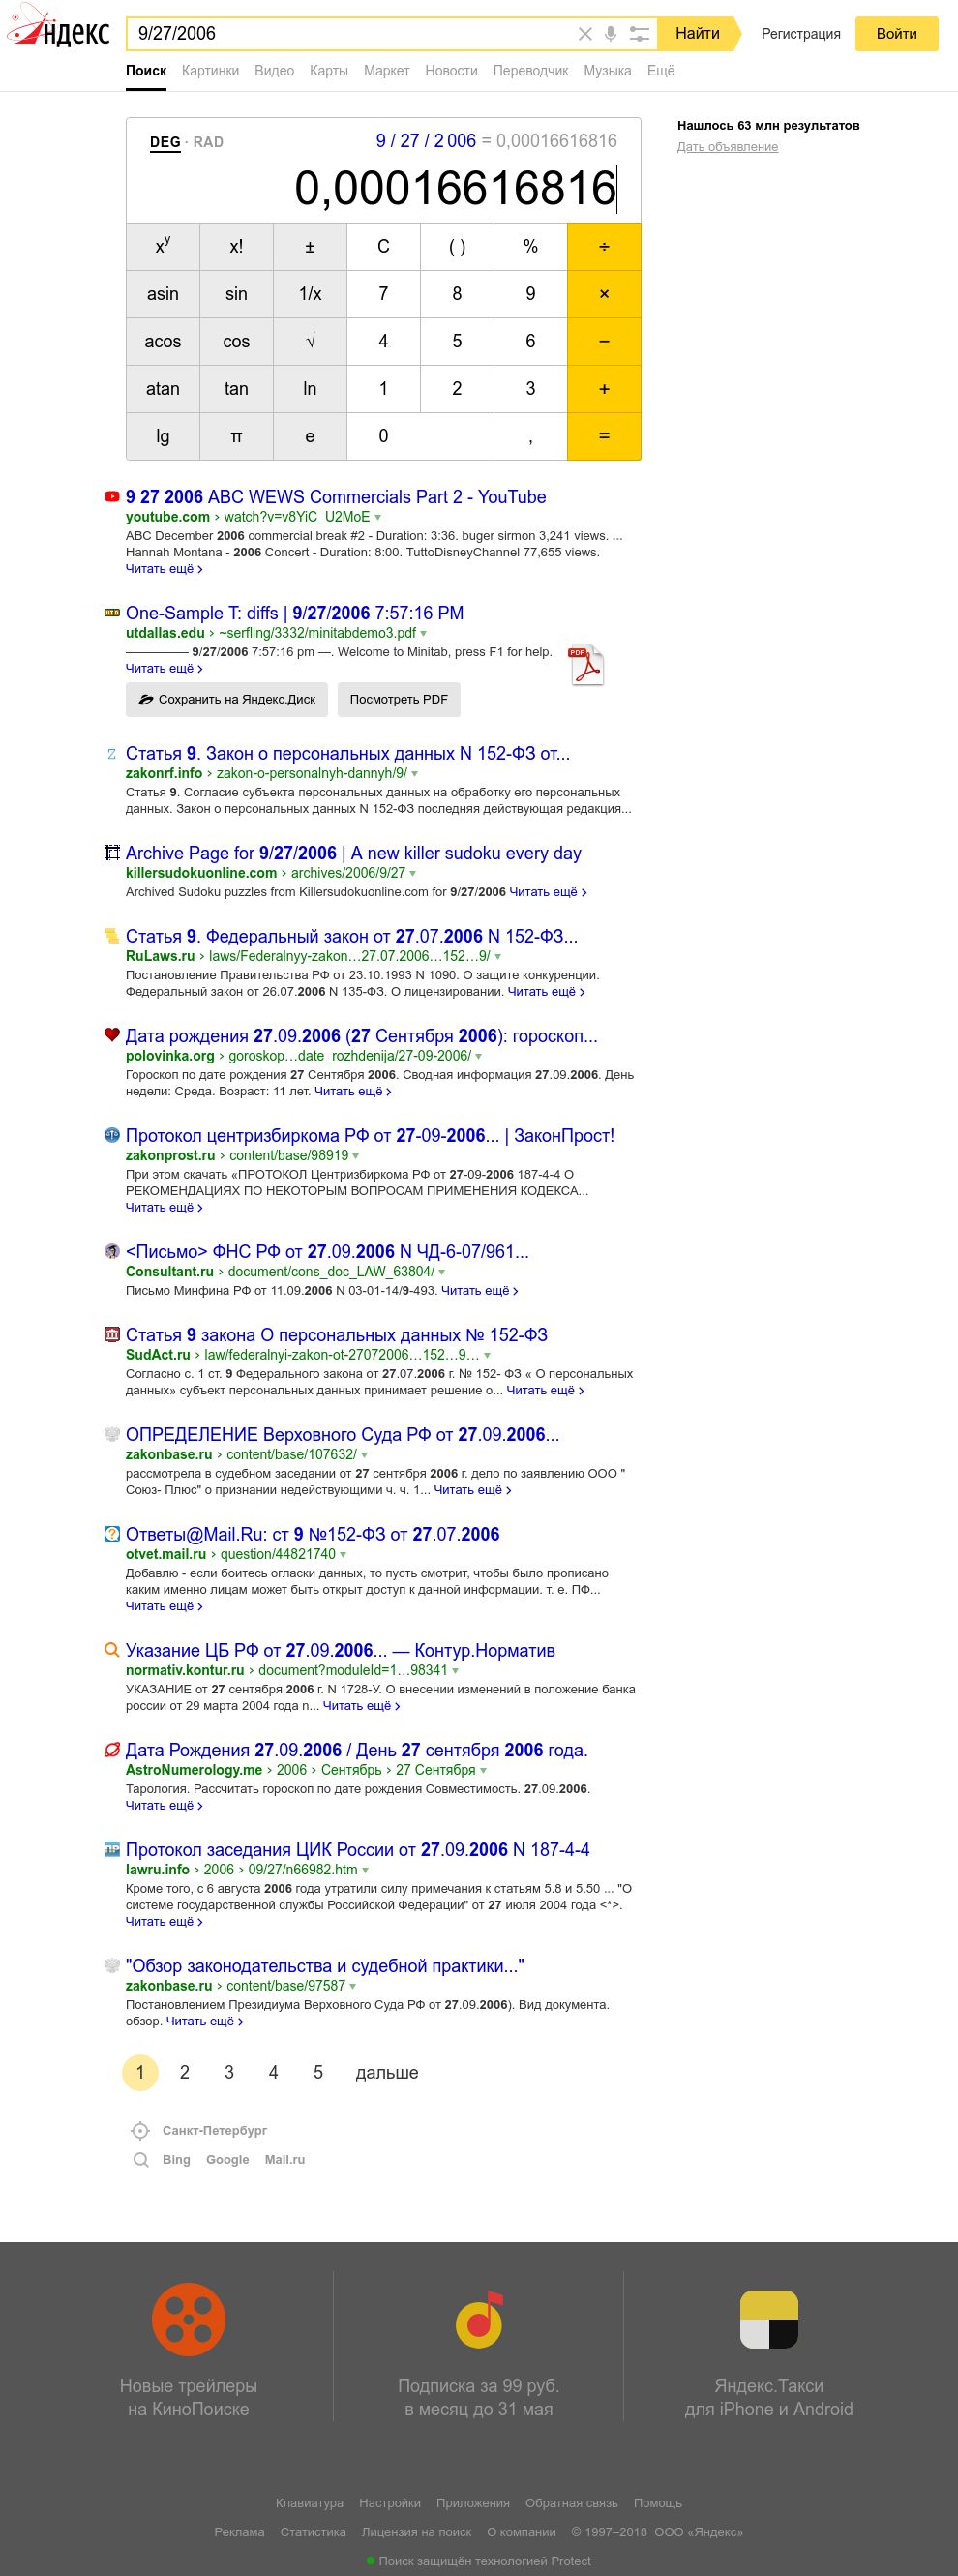 Яндекс
9/27/2006
Найти
Регистрация
Войти
Поиск Картинки Видео Карты Маркет Новости Переводчик Музыка Ещё
DEG · RAD
9 / 27 / 2 006 = 0,00016616816
0,00016616816
Нашлось 63 млн результатов
Дать объявление
xy x! ± C ( ) % ÷
asin sin 1/x 7 8 9 ×
acos cos √ 4 5 6 −
atan tan ln 1 2 3 +
lg π e 0 , =
9 27 2006 ABC WEWS Commercials Part 2 - YouTube
youtube.com › watch?v=v8YiC_U2MoE
ABC December 2006 commercial break #2 - Duration: 3:36. buger sirmon 3,241 views. ...
Hannah Montana - 2006 Concert - Duration: 8:00. TuttoDisneyChannel 77,655 views.
Читать ещё ›
One-Sample T: diffs | 9/27/2006 7:57:16 PM
utdallas.edu › ~serfling/3332/minitabdemo3.pdf
————— 9/27/2006 7:57:16 pm —. Welcome to Minitab, press F1 for help.
Читать ещё ›
PDF
Сохранить на Яндекс.Диск
Посмотреть PDF
Статья 9. Закон о персональных данных N 152-ФЗ от...
zakonrf.info › zakon-o-personalnyh-dannyh/9/
Статья 9. Согласие субъекта персональных данных на обработку его персональных
данных. Закон о персональных данных N 152-ФЗ последняя действующая редакция...
Archive Page for 9/27/2006 | A new killer sudoku every day
killersudokuonline.com › archives/2006/9/27
Archived Sudoku puzzles from Killersudokuonline.com for 9/27/2006 Читать ещё ›
Статья 9. Федеральный закон от 27.07.2006 N 152-ФЗ...
RuLaws.ru › laws/Federalnyy-zakon…27.07.2006…152…9/
Постановление Правительства РФ от 23.10.1993 N 1090. О защите конкуренции.
Федеральный закон от 26.07.2006 N 135-ФЗ. О лицензировании. Читать ещё ›
Дата рождения 27.09.2006 (27 Сентября 2006): гороскоп...
polovinka.org › goroskop…date_rozhdenija/27-09-2006/
Гороскоп по дате рождения 27 Сентября 2006. Сводная информация 27.09.2006. День
недели: Среда. Возраст: 11 лет. Читать ещё ›
Протокол центризбиркома РФ от 27-09-2006... | ЗаконПрост!
zakonprost.ru › content/base/98919
При этом скачать «ПРОТОКОЛ Центризбиркома РФ от 27-09-2006 187-4-4 О
РЕКОМЕНДАЦИЯХ ПО НЕКОТОРЫМ ВОПРОСАМ ПРИМЕНЕНИЯ КОДЕКСА...
Читать ещё ›
<Письмо> ФНС РФ от 27.09.2006 N ЧД-6-07/961...
Consultant.ru › document/cons_doc_LAW_63804/
Письмо Минфина РФ от 11.09.2006 N 03-01-14/9-493. Читать ещё ›
Статья 9 закона О персональных данных № 152-ФЗ
SudAct.ru › law/federalnyi-zakon-ot-27072006…152…9…
Согласно с. 1 ст. 9 Федерального закона от 27.07.2006 г. № 152- ФЗ « О персональных
данных» субъект персональных данных принимает решение о... Читать ещё ›
ОПРЕДЕЛЕНИЕ Верховного Суда РФ от 27.09.2006...
zakonbase.ru › content/base/107632/
рассмотрела в судебном заседании от 27 сентября 2006 г. дело по заявлению ООО "
Союз- Плюс" о признании недействующими ч. ч. 1... Читать ещё ›
Ответы@Mail.Ru: ст 9 №152-ФЗ от 27.07.2006
otvet.mail.ru › question/44821740
Добавлю - если боитесь огласки данных, то пусть смотрит, чтобы было прописано
каким именно лицам может быть открыт доступ к данной информации. т. е. ПФ...
Читать ещё ›
Указание ЦБ РФ от 27.09.2006... — Контур.Норматив
normativ.kontur.ru › document?moduleId=1…98341
УКАЗАНИЕ от 27 сентября 2006 г. N 1728-У. О внесении изменений в положение банка
россии от 29 марта 2004 года n... Читать ещё ›
Дата Рождения 27.09.2006 / День 27 сентября 2006 года.
AstroNumerology.me › 2006 › Сентябрь › 27 Сентября
Тарология. Рассчитать гороскоп по дате рождения Совместимость. 27.09.2006.
Читать ещё ›
Протокол заседания ЦИК России от 27.09.2006 N 187-4-4
lawru.info › 2006 › 09/27/n66982.htm
Кроме того, с 6 августа 2006 года утратили силу примечания к статьям 5.8 и 5.50 ... "О
системе государственной службы Российской Федерации" от 27 июля 2004 года <*>.
Читать ещё ›
"Обзор законодательства и судебной практики..."
zakonbase.ru › content/base/97587
Постановлением Президиума Верховного Суда РФ от 27.09.2006). Вид документа.
обзор. Читать ещё ›
1 2 3 4 5 дальше
Санкт-Петербург
Bing Google Mail.ru
Новые трейлеры
на КиноПоиске
Подписка за 99 руб.
в месяц до 31 мая
Яндекс.Такси
для iPhone и Android
Клавиатура Настройки Приложения Обратная связь Помощь
Реклама Статистика Лицензия на поиск О компании © 1997–2018 ООО «Яндекс»
Поиск защищён технологией Protect